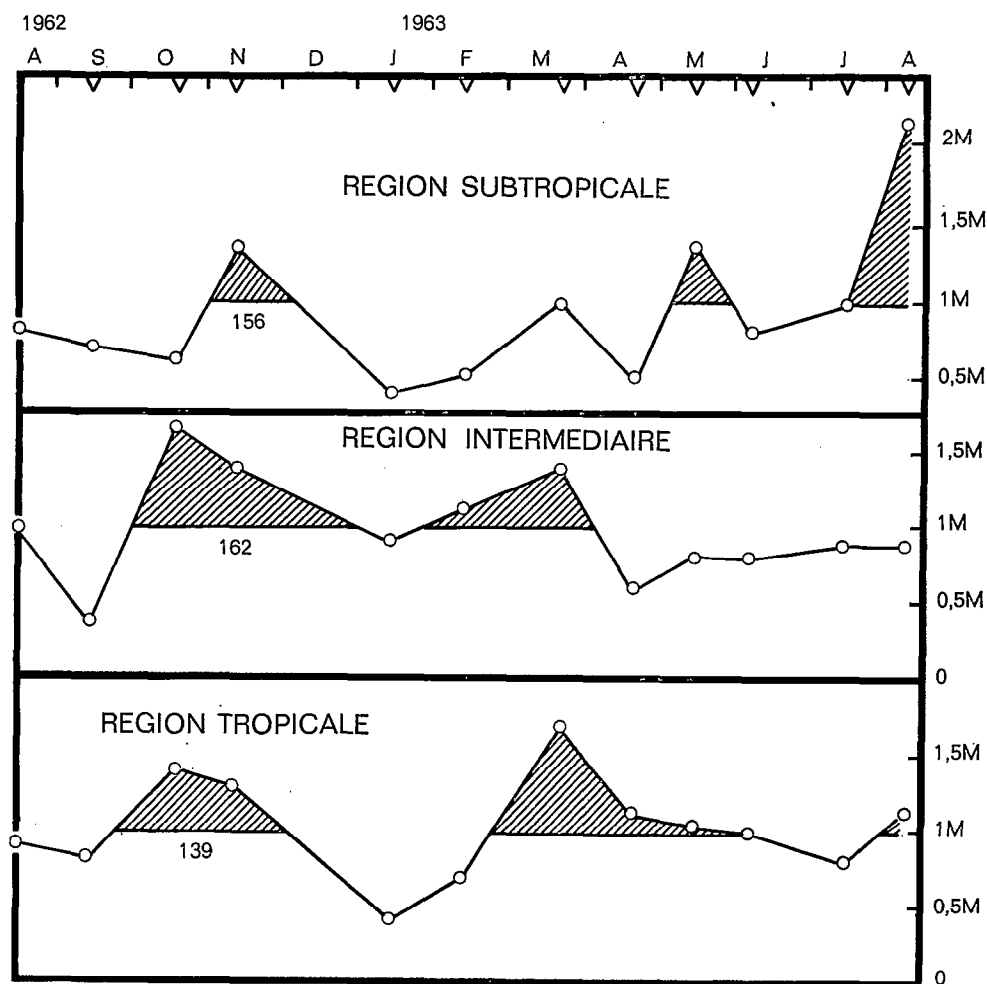 1962 1963
A S O N D J F M A M J J A
2M
REGION SUBTROPICALE
1,5M
1M
156
0,5M
REGION INTERMEDIAIRE
1,5M
1M
162
0,5M
0
REGION TROPICALE
1,5M
1M
139
0,5M
0